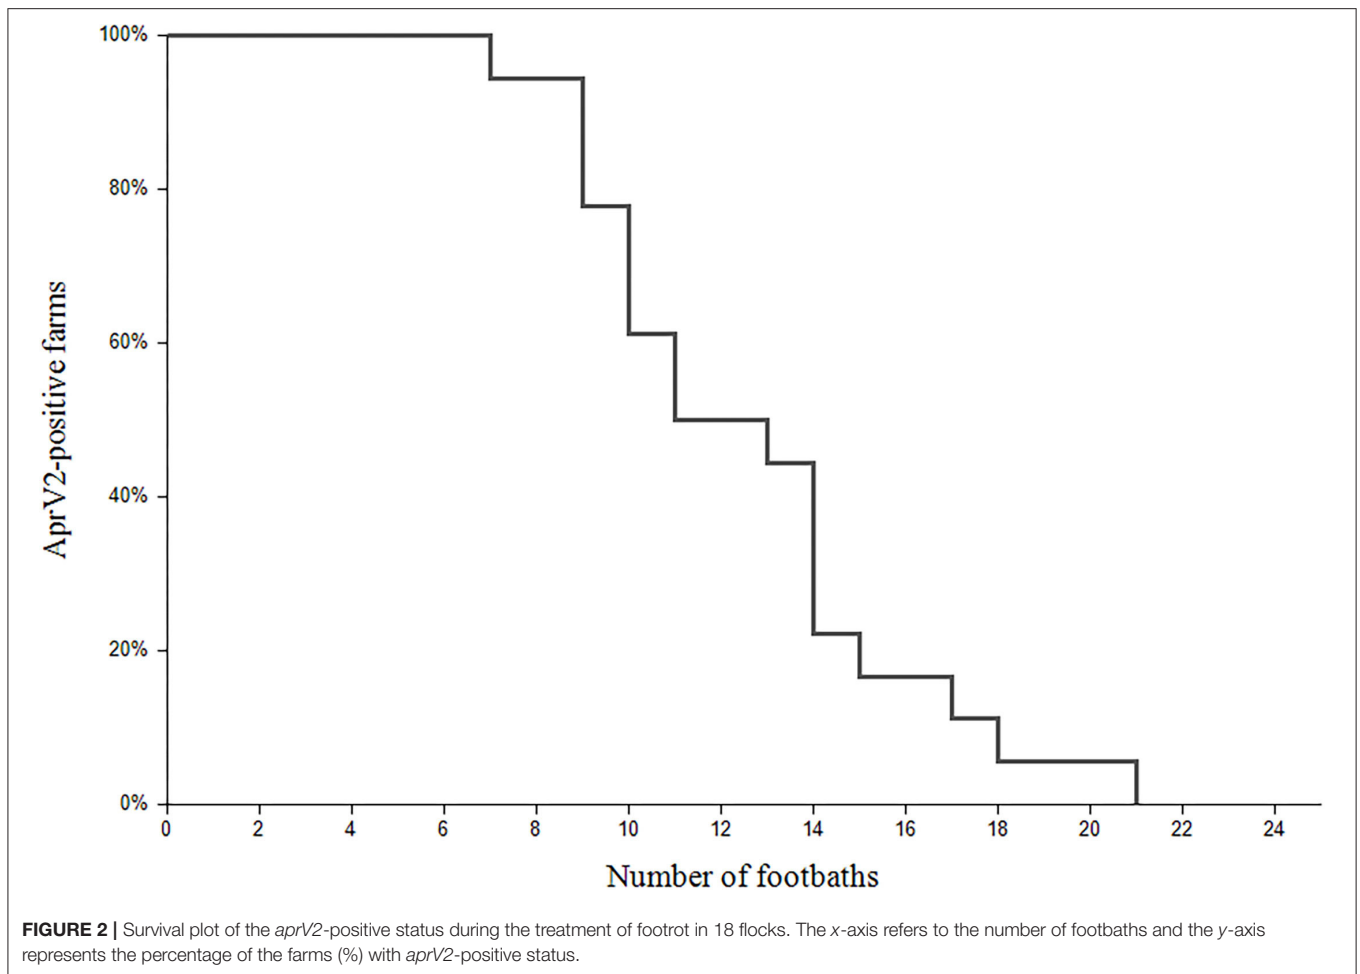 100%
80%
60%
40%
20%
0%
AprV2-positive farms
0 2 4 6 8 10 12 14 16 18 20 22 24
Number of footbaths
FIGURE 2 | Survival plot of the aprV2-positive status during the treatment of footrot in 18 flocks. The x-axis refers to the number of footbaths and the y-axis
represents the percentage of the farms (%) with aprV2-positive status.